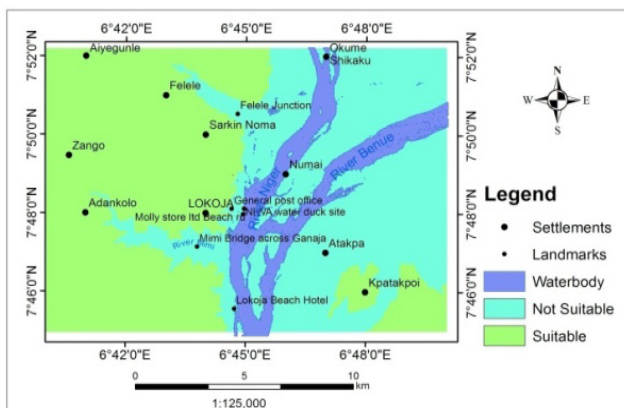 6°42'0"E 6°45'0"E 6°48'0"E
7°52'0"N
7°50'0"N
7°48'0"N
7°46'0"N
7°52'0"N
7°50'0"N
7°48'0"N
7°46'0"N
Aiyegunle
Okume
Shikaku
Felele
Felele Junction
Sarkin Noma
Zango
Numai
River Benue
River Niger
Adankolo
LOKOJA
General post office
Molly store ltd Beach rd
NIWA water duck site
River Mimi
Mimi Bridge across Ganaja
Atakpa
Kpatakpoi
Lokoja Beach Hotel
6°42'0"E 6°45'0"E 6°48'0"E
0 5 10
km
1:125,000
N
W E
S
Legend
Settlements
Landmarks
Waterbody
Not Suitable
Suitable